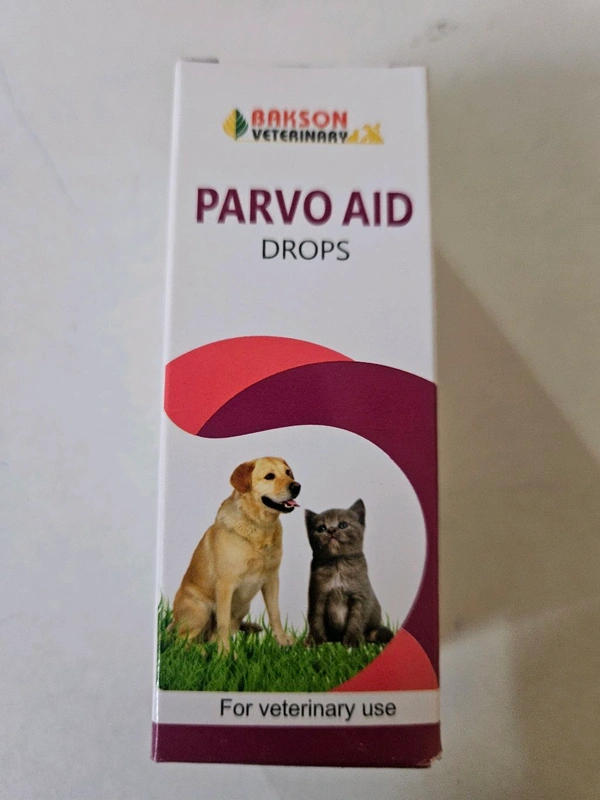 BAKSON
VETERINARY
PARVO AID
DROPS
For veterinary use